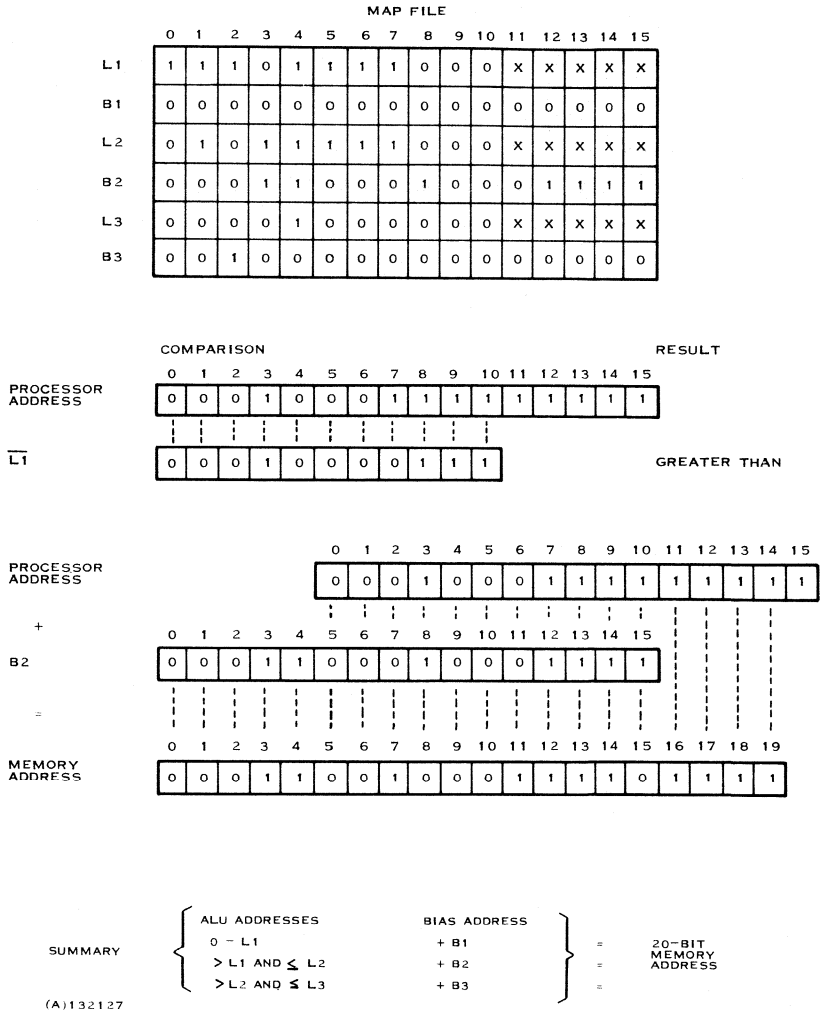 MAP FILE
0 1 2 3 4 5 6 7 8 9 10 11 12 13 14 15
L1 1 1 1 0 1 1 1 1 0 0 0 X X X X X
B1 0 0 0 0 0 0 0 0 0 0 0 0 0 0 0 0
L2 0 1 0 1 1 1 1 1 0 0 0 X X X X X
B2 0 0 0 1 1 0 0 0 1 0 0 0 1 1 1 1
L3 0 0 0 0 1 0 0 0 0 0 0 X X X X X
B3 0 0 1 0 0 0 0 0 0 0 0 0 0 0 0 0
COMPARISON RESULT
0 1 2 3 4 5 6 7 8 9 10 11 12 13 14 15
PROCESSOR
ADDRESS
0 0 0 1 0 0 0 1 1 1 1 1 1 1 1 1
L1 0 0 0 1 0 0 0 0 1 1 1 GREATER THAN
0 1 2 3 4 5 6 7 8 9 10 11 12 13 14 15
PROCESSOR
ADDRESS
0 0 0 1 0 0 0 1 1 1 1 1 1 1 1 1
+
0 1 2 3 4 5 6 7 8 9 10 11 12 13 14 15
B2 0 0 0 1 1 0 0 0 1 0 0 0 1 1 1 1
=
0 1 2 3 4 5 6 7 8 9 10 11 12 13 14 15 16 17 18 19
MEMORY
ADDRESS
0 0 0 1 1 0 0 1 0 0 0 1 1 1 1 0 1 1 1 1
ALU ADDRESSES BIAS ADDRESS
SUMMARY
0 - L1 + B1 = 20-BIT
> L1 AND ≤ L2 + B2 = MEMORY
ADDRESS
> L2 AND ≤ L3 + B3 =
(A)132127